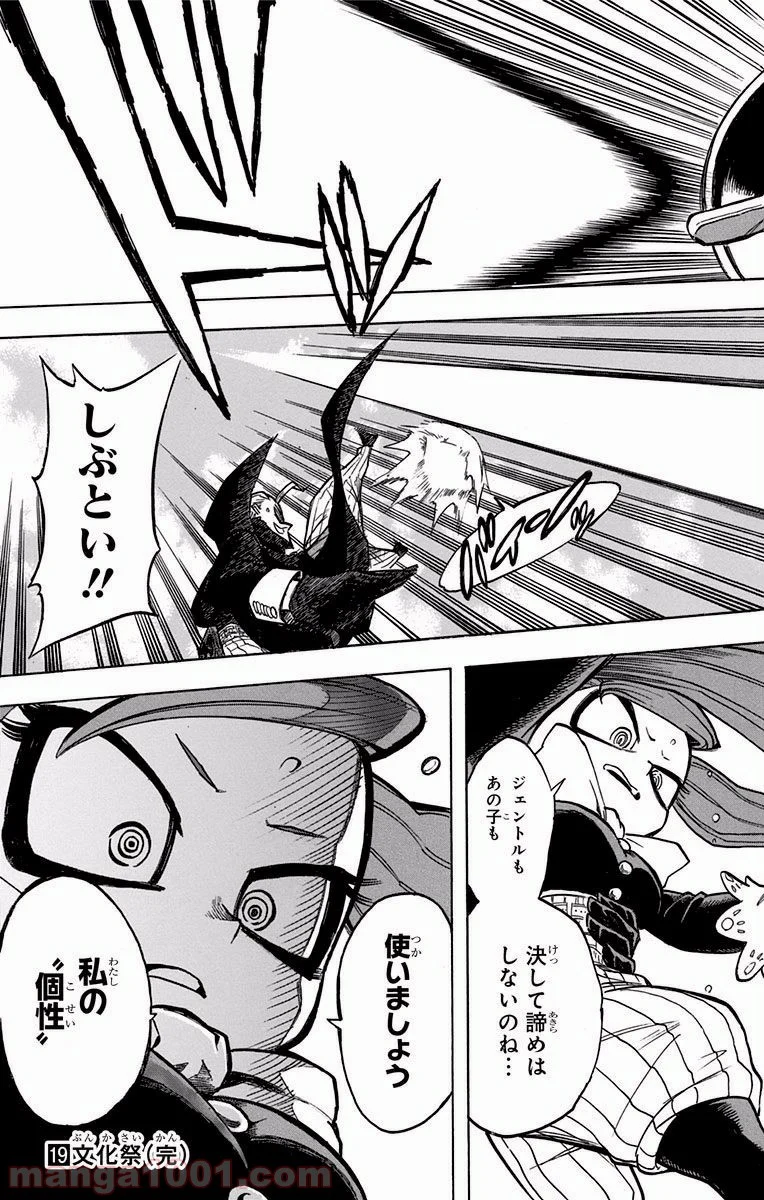 しぶとい!!
ジェントルも
あの子も
決して諦めは
しないのね…
使いましょう
私の
〝個性〟
19文化祭(完)
manga1001.com